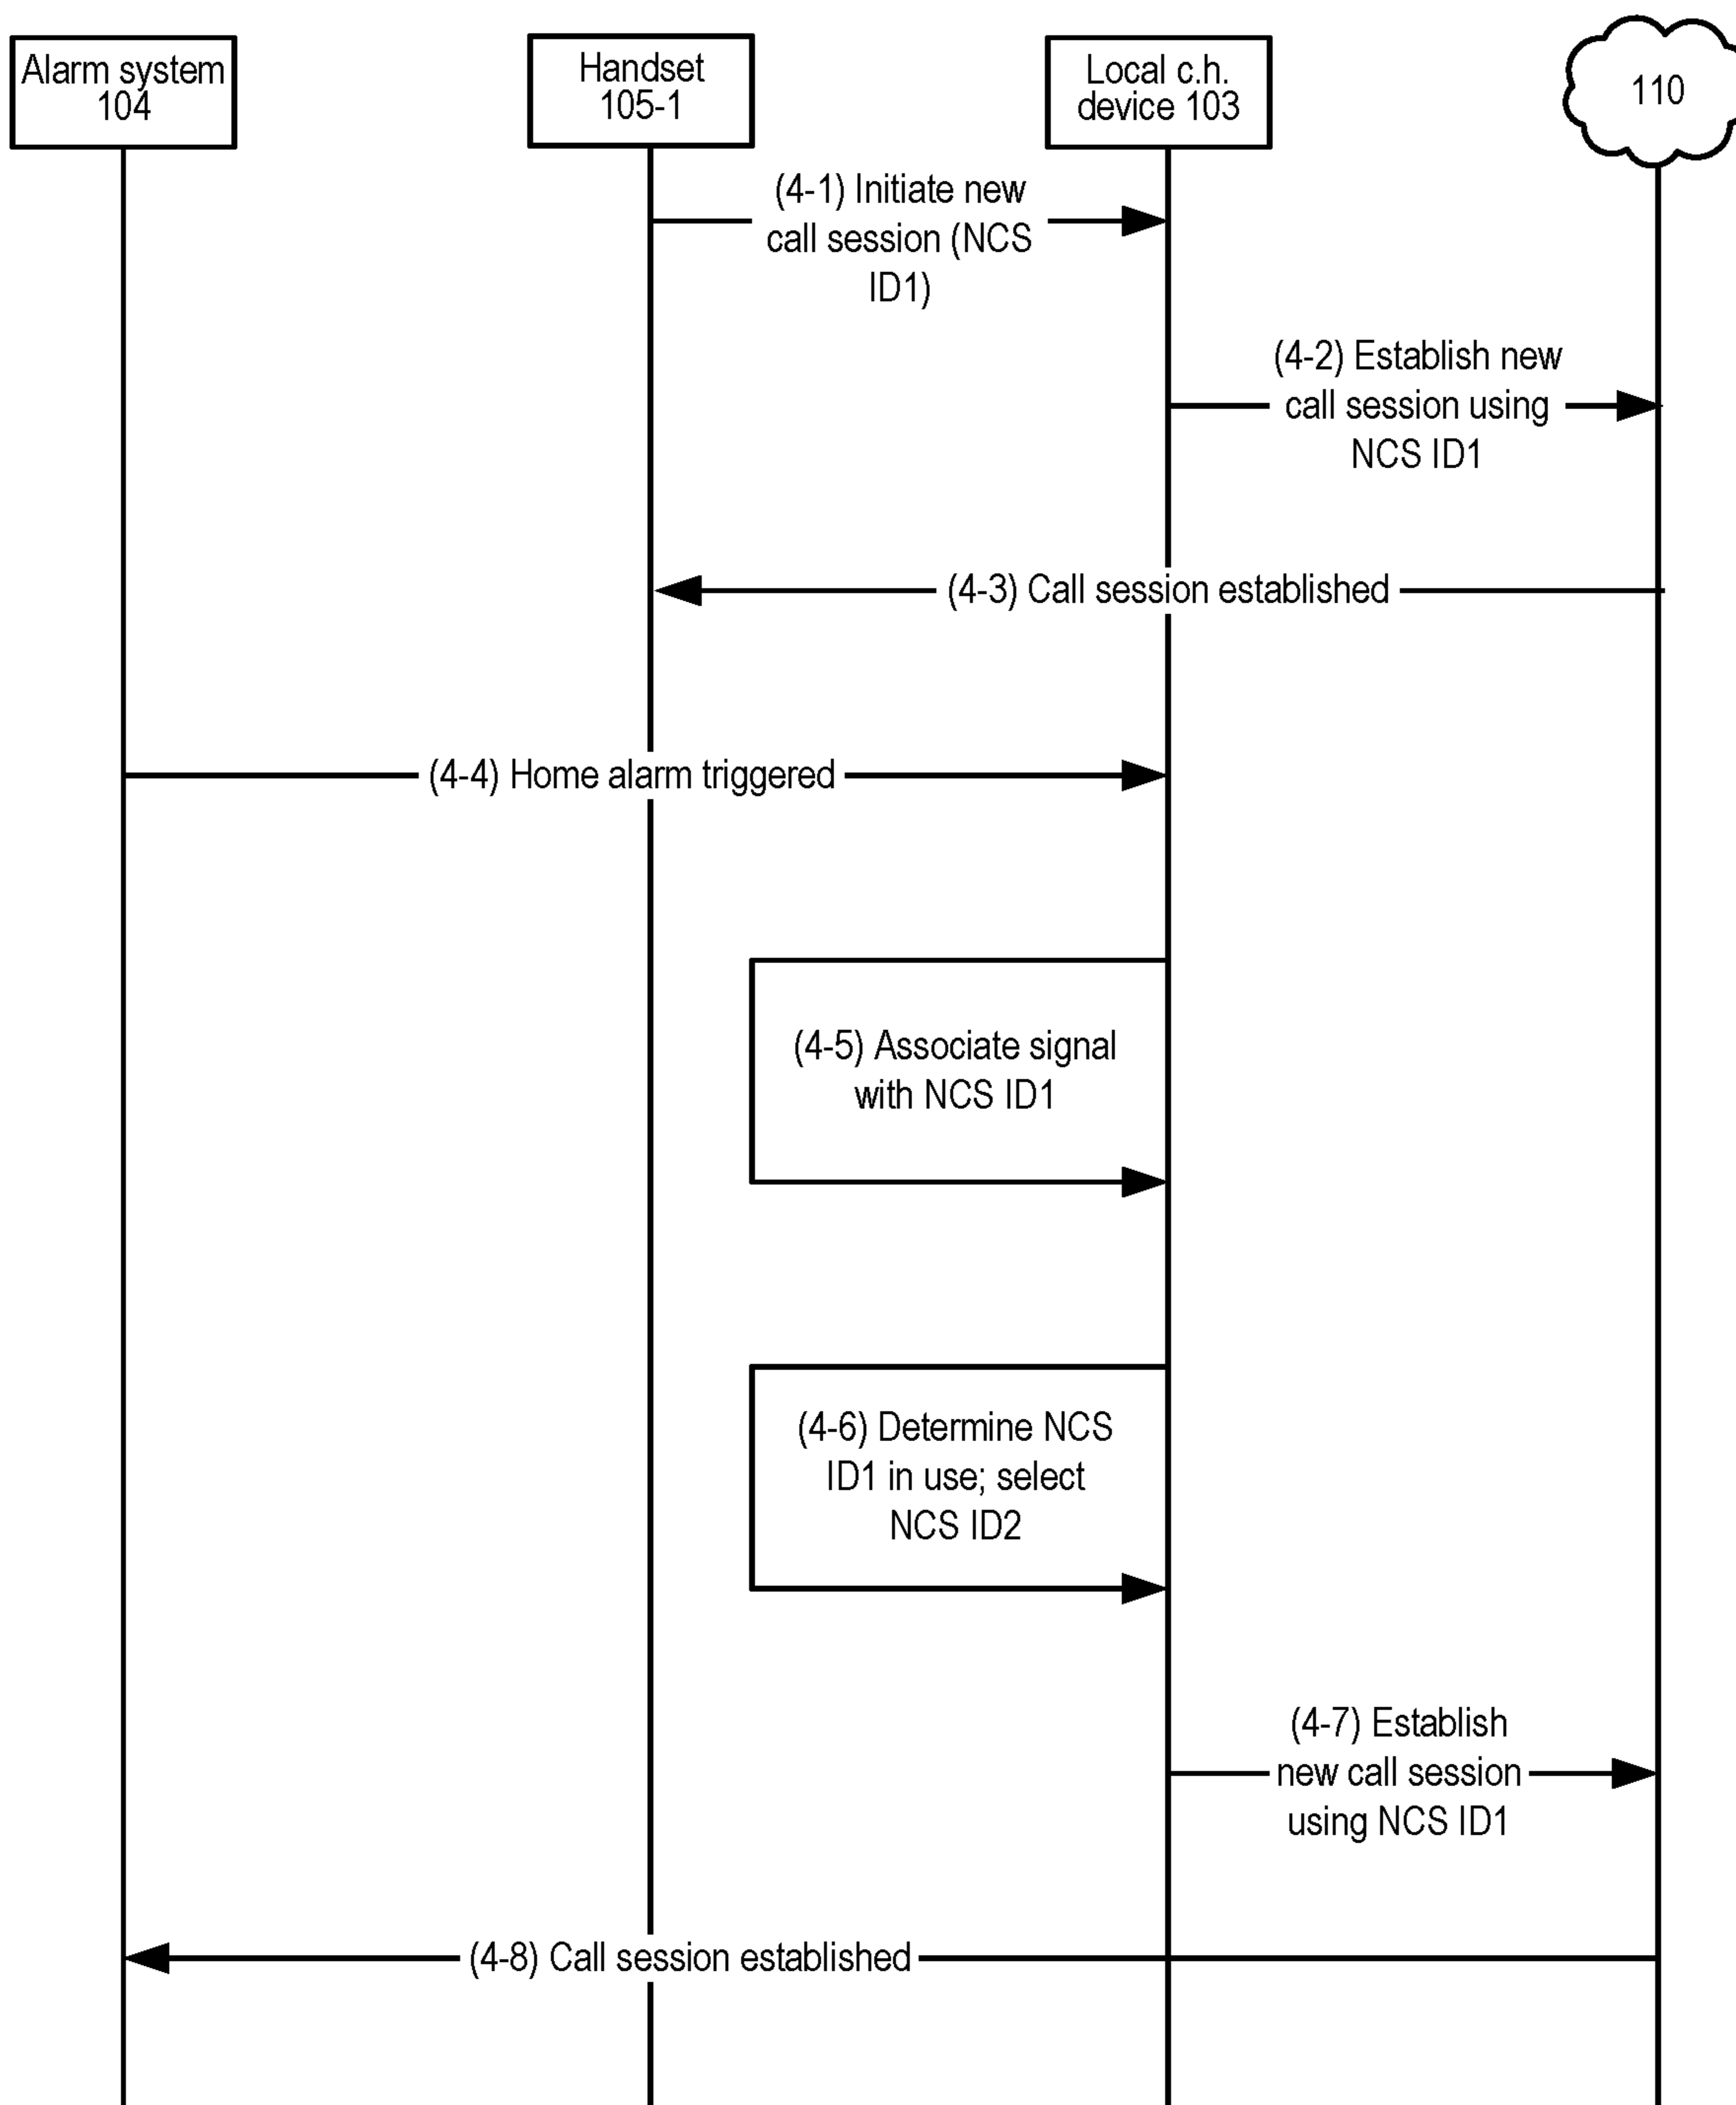 Alarm system
104
Handset
105-1
Local c.h.
device 103
110
(4-1) Initiate new
call session (NCS
ID1)
(4-2) Establish new
call session using
NCS ID1
(4-3) Call session established
(4-4) Home alarm triggered
(4-5) Associate signal
with NCS ID1
(4-6) Determine NCS
ID1 in use; select
NCS ID2
(4-7) Establish
new call session
using NCS ID1
(4-8) Call session established